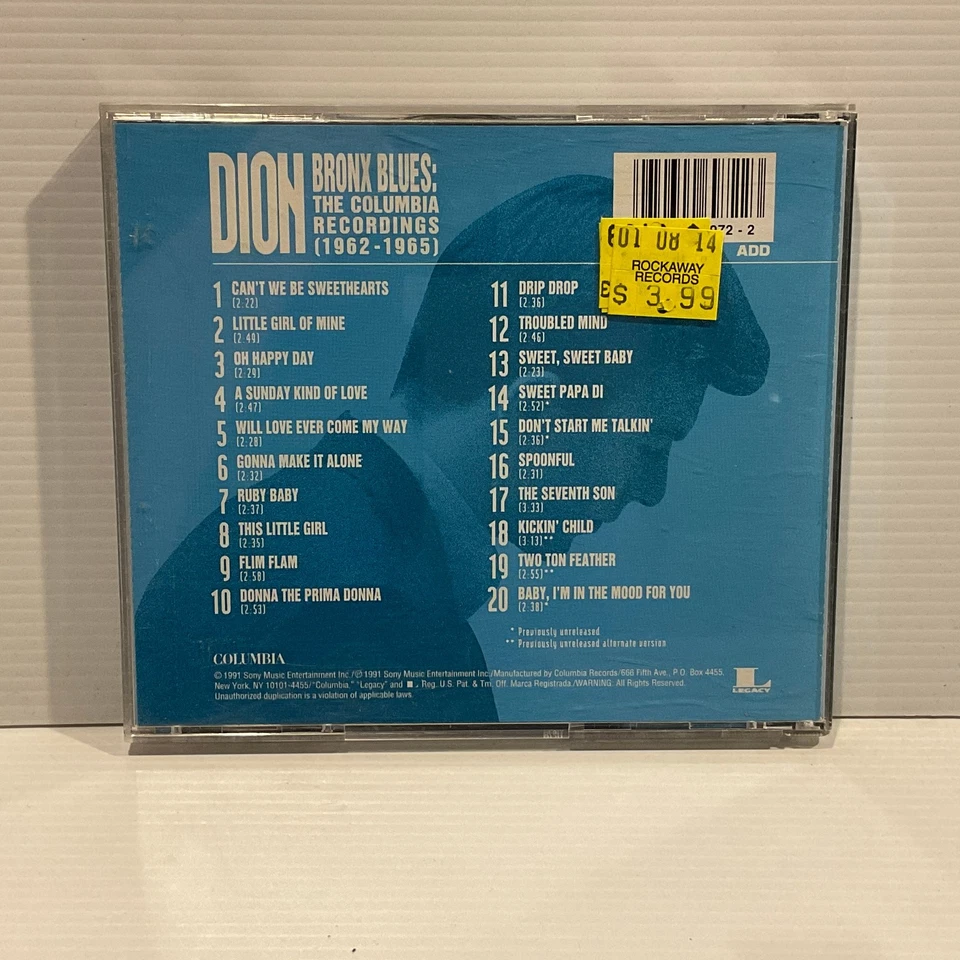 DION
BRONX BLUES:
THE COLUMBIA
RECORDINGS
(1962-1965)
072 - 2
ADD
601 08 14
ROCKAWAY
RECORDS
$ 3.99
1 CAN'T WE BE SWEETHEARTS
(2:22)
2 LITTLE GIRL OF MINE
(2:49)
3 OH HAPPY DAY
(2:29)
4 A SUNDAY KIND OF LOVE
(2:47)
5 WILL LOVE EVER COME MY WAY
(2:28)
6 GONNA MAKE IT ALONE
(2:32)
7 RUBY BABY
(2:37)
8 THIS LITTLE GIRL
(2:35)
9 FLIM FLAM
(2:58)
10 DONNA THE PRIMA DONNA
(2:53)
11 DRIP DROP
(2:36)
12 TROUBLED MIND
(2:46)
13 SWEET, SWEET BABY
(2:23)
14 SWEET PAPA DI
(2:52)*
15 DON'T START ME TALKIN'
(2:36)*
16 SPOONFUL
(2:31)
17 THE SEVENTH SON
(3:33)
18 KICKIN' CHILD
(3:13)**
19 TWO TON FEATHER
(2:55)**
20 BABY, I'M IN THE MOOD FOR YOU
(2:38)*
* Previously unreleased
** Previously unreleased alternate version
COLUMBIA
© 1991 Sony Music Entertainment Inc./℗ 1991 Sony Music Entertainment Inc./Manufactured by Columbia Records/666 Fifth Ave., P.O. Box 4455,
New York, NY 10101-4455/"Columbia," "Legacy" and Reg. U.S. Pat. & Tm. Off. Marca Registrada./WARNING: All Rights Reserved.
Unauthorized duplication is a violation of applicable laws.
L
LEGACY